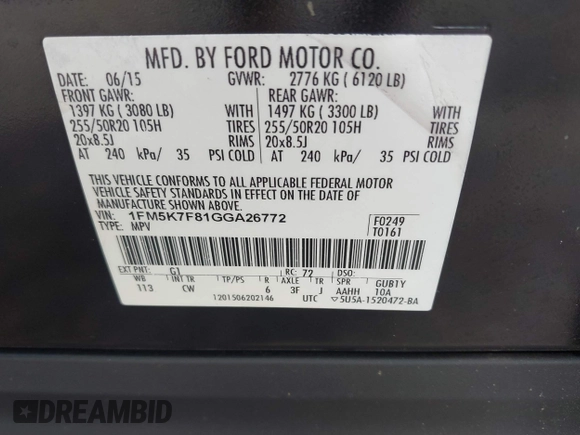 MFD. BY FORD MOTOR CO.
DATE: 06/15 GVWR: 2776 KG ( 6120 LB)
FRONT GAWR: REAR GAWR:
1397 KG ( 3080 LB) WITH 1497 KG ( 3300 LB) WITH
255/50R20 105H TIRES 255/50R20 105H TIRES
20x8.5J RIMS 20x8.5J RIMS
AT 240 kPa/ 35 PSI COLD AT 240 kPa/ 35 PSI COLD
THIS VEHICLE CONFORMS TO ALL APPLICABLE FEDERAL MOTOR
VEHICLE SAFETY STANDARDS IN EFFECT ON THE DATE OF
MANUFACTURE SHOWN ABOVE.
VIN: 1FM5K7F81GGA26772 F0249
TYPE: MPV T0161
EXT PNT: G1 RC: 72 DSO:
WB INT TR TP/PS R AXLE TR SPR GUB1Y
113 CW 6 3F J AAHH 10A
1201506202146 UTC ▽5U5A-1520472-BA
DREAMBID